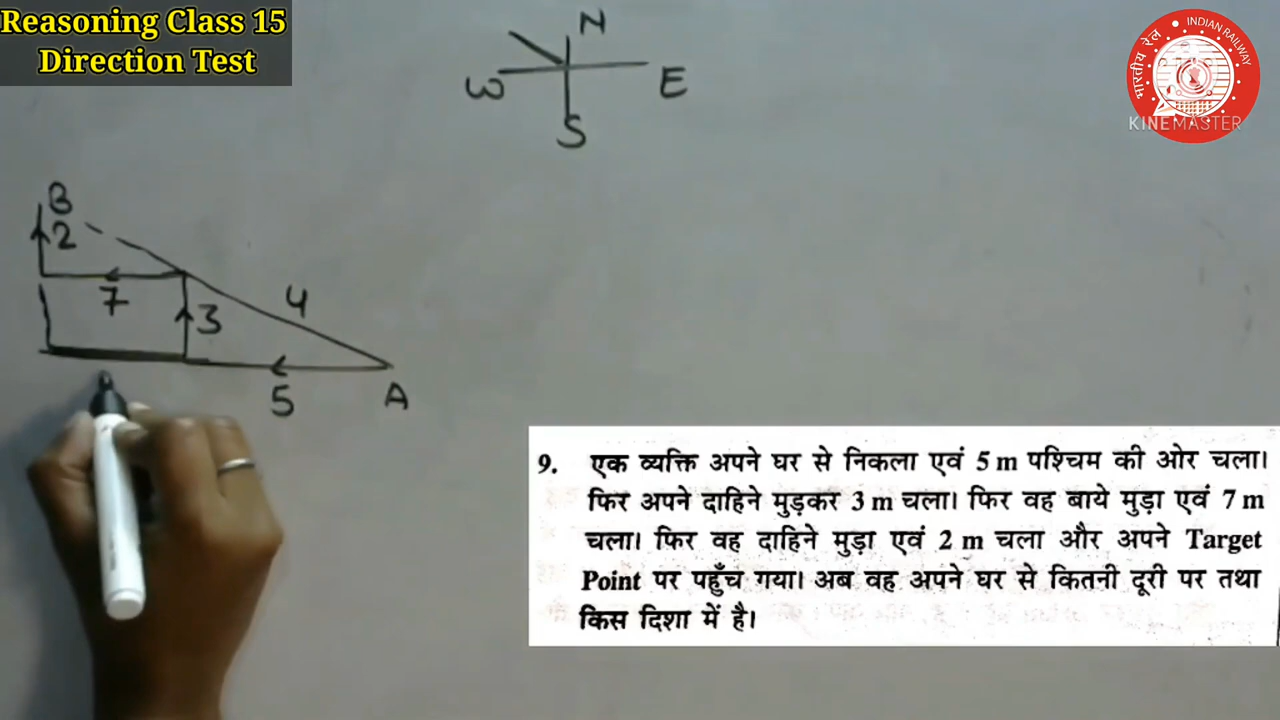 Reasoning Class 15
Direction Test
N
W
E
S
भारतीय रेल
INDIAN RAILWAY
KINEMASTER
B
2
7
3
4
5
A
9. एक व्यक्ति अपने घर से निकला एवं 5 m पश्चिम की ओर चला।
फिर अपने दाहिने मुड़कर 3 m चला। फिर वह बाये मुड़ा एवं 7 m
चला। फिर वह दाहिने मुड़ा एवं 2 m चला और अपने Target
Point पर पहुँच गया। अब वह अपने घर से कितनी दूरी पर तथा
किस दिशा में है।